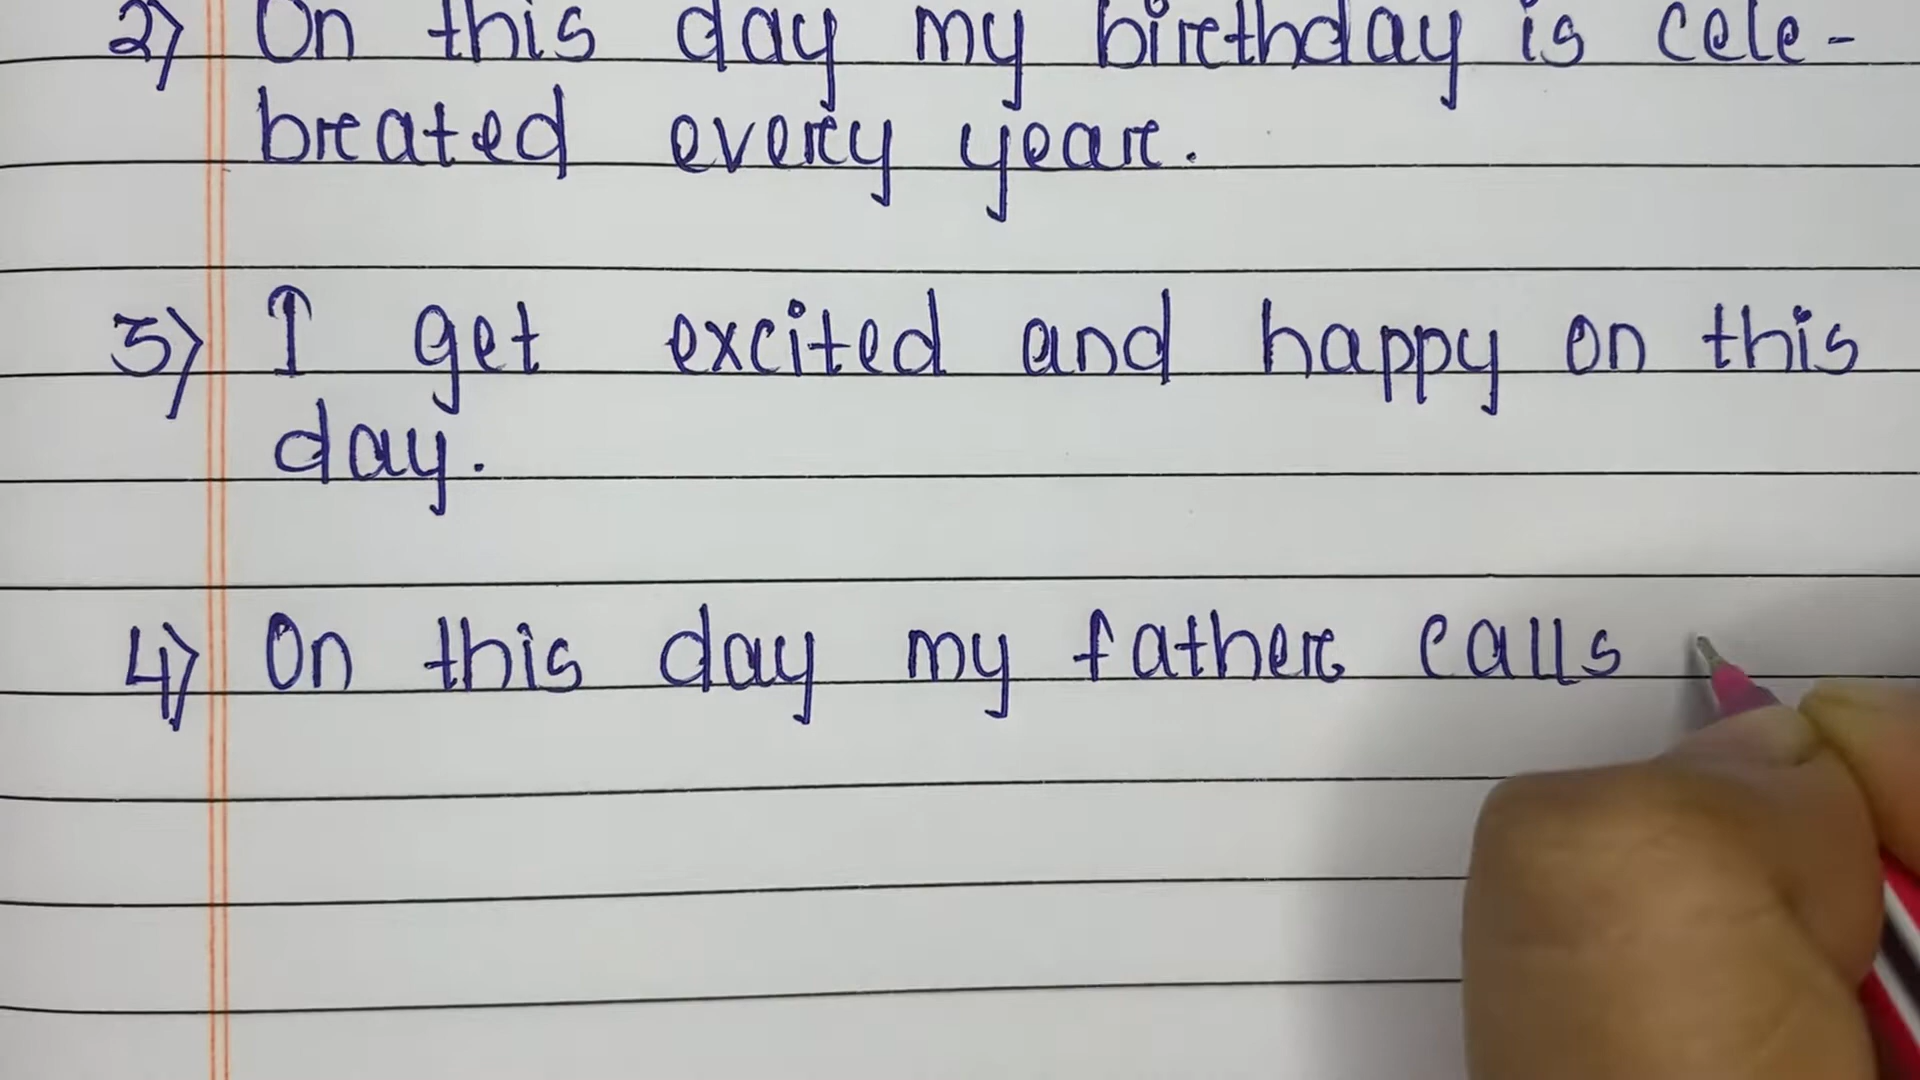 2) On this day my birthday is cele-
brated every year.
3) I get excited and happy on this
day.
4) On this day my father calls